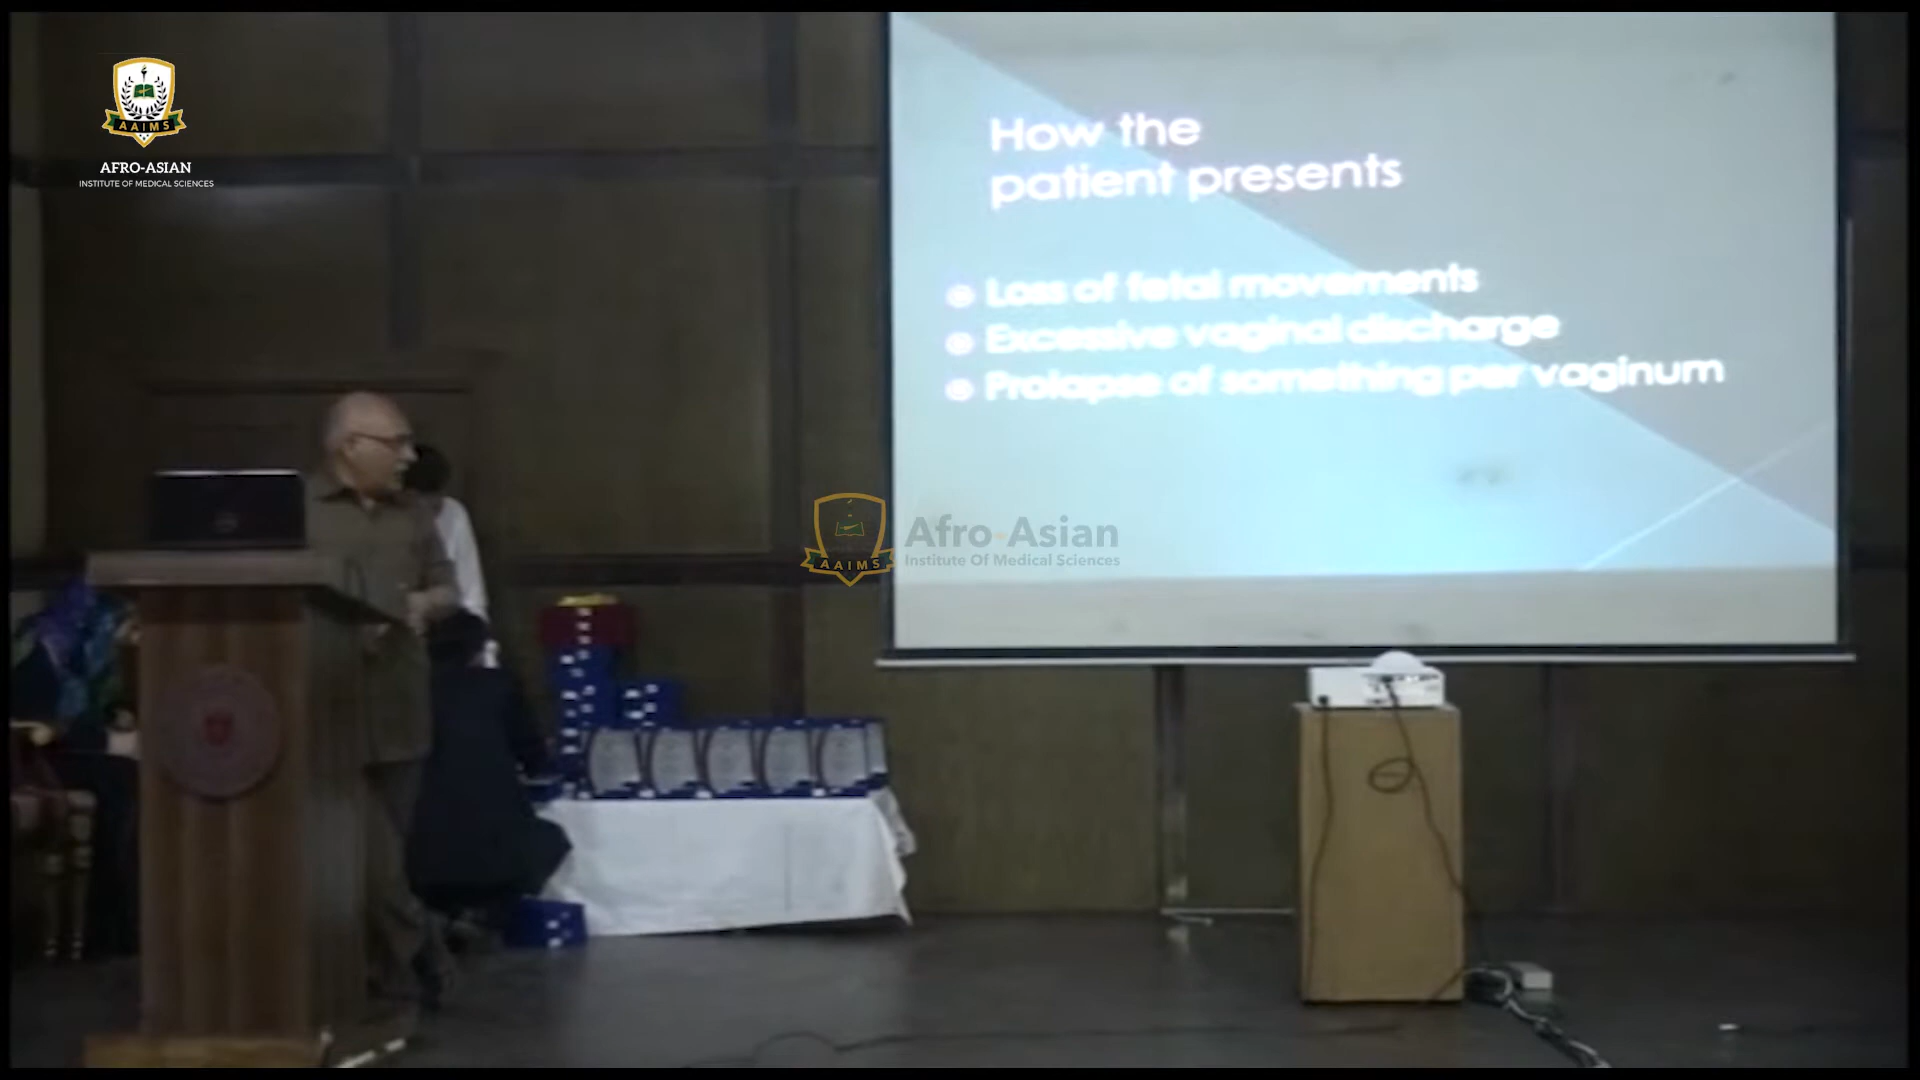 AAIMS
AFRO-ASIAN
INSTITUTE OF MEDICAL SCIENCES
How the
patient presents
Loss of fetal movements
Excessive vaginal discharge
Prolapse of something per vaginum
AAIMS
Afro-Asian
Institute Of Medical Sciences